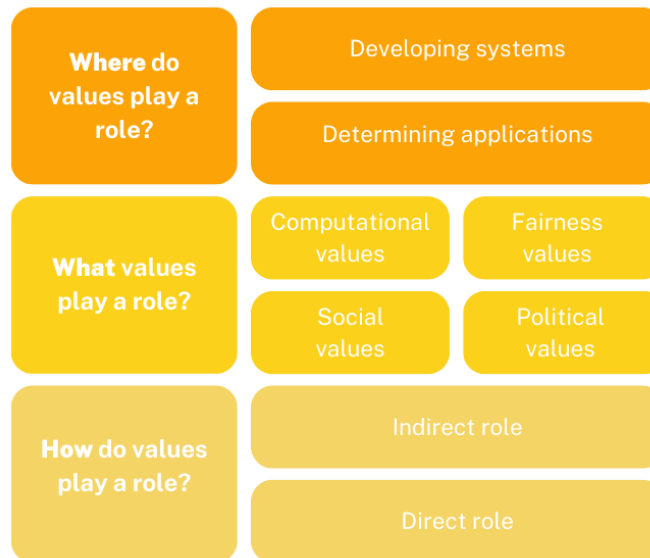 Where do
values play a
role?
Developing systems
Determining applications
What values
play a role?
Computational
values
Fairness
values
Social
values
Political
values
How do values
play a role?
Indirect role
Direct role